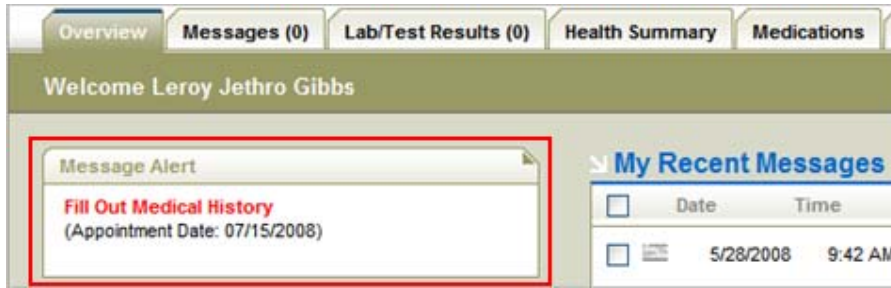 Overview Messages (0) Lab/Test Results (0) Health Summary Medications
Welcome Leroy Jethro Gibbs
Message Alert
Fill Out Medical History
(Appointment Date: 07/15/2008)
My Recent Messages
Date Time
5/28/2008 9:42 AM